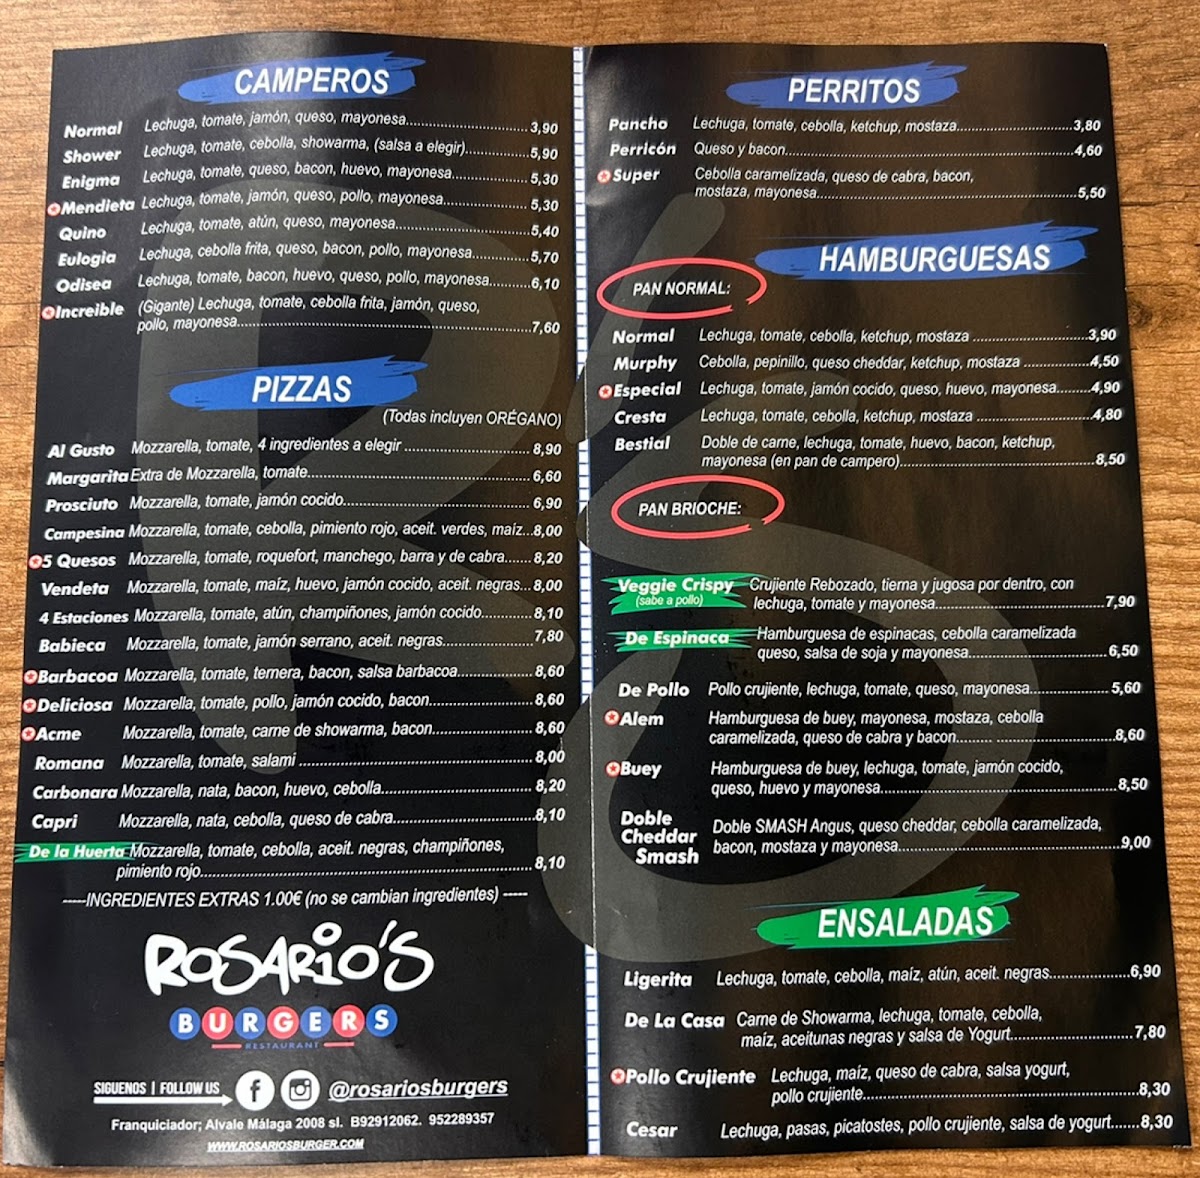 CAMPEROS
Normal Lechuga, tomate, jamón, queso, mayonesa 3,90
Shower Lechuga, tomate, cebolla, showarma, (salsa a elegir) 5,90
Enigma Lechuga, tomate, queso, bacon, huevo, mayonesa 5,30
Mendieta Lechuga, tomate, jamón, queso, pollo, mayonesa 5,30
Quino Lechuga, tomate, atún, queso, mayonesa 5,40
Eulogia Lechuga, cebolla frita, queso, bacon, pollo, mayonesa 5,70
Odisea Lechuga, tomate, bacon, huevo, queso, pollo, mayonesa 6,10
Increible (Gigante) Lechuga, tomate, cebolla frita, jamón, queso,
pollo, mayonesa 7,60
PIZZAS
(Todas incluyen ORÉGANO)
Al Gusto Mozzarella, tomate, 4 ingredientes a elegir 8,90
Margarita Extra de Mozzarella, tomate 6,60
Prosciuto Mozzarella, tomate, jamón cocido 6,90
Campesina Mozzarella, tomate, cebolla, pimiento rojo, aceit. verdes, maíz 8,00
5 Quesos Mozzarella, tomate, roquefort, manchego, barra y de cabra 8,20
Vendeta Mozzarella, tomate, maíz, huevo, jamón cocido, aceit. negras 8,00
4 Estaciones Mozzarella, tomate, atún, champiñones, jamón cocido 8,10
Babieca Mozzarella, tomate, jamón serrano, aceit. negras 7,80
Barbacoa Mozzarella, tomate, ternera, bacon, salsa barbacoa 8,60
Deliciosa Mozzarella, tomate, pollo, jamón cocido, bacon 8,60
Acme Mozzarella, tomate, carne de showarma, bacon 8,60
Romana Mozzarella, tomate, salami 8,00
Carbonara Mozzarella, nata, bacon, huevo, cebolla 8,20
Capri Mozzarella, nata, cebolla, queso de cabra 8,10
De la Huerta Mozzarella, tomate, cebolla, aceit. negras, champiñones,
pimiento rojo 8,10
-----INGREDIENTES EXTRAS 1.00€ (no se cambian ingredientes) -----
ROSARIO'S
BURGERS
RESTAURANT
SIGUENOS | FOLLOW US @rosariosburgers
Franquiciador; Alvale Málaga 2008 sl. B92912062. 952289357
WWW.ROSARIOSBURGER.COM
PERRITOS
Pancho Lechuga, tomate, cebolla, ketchup, mostaza 3,80
Perricón Queso y bacon 4,60
Super Cebolla caramelizada, queso de cabra, bacon,
mostaza, mayonesa 5,50
HAMBURGUESAS
PAN NORMAL:
Normal Lechuga, tomate, cebolla, ketchup, mostaza 3,90
Murphy Cebolla, pepinillo, queso cheddar, ketchup, mostaza 4,50
Especial Lechuga, tomate, jamón cocido, queso, huevo, mayonesa 4,90
Cresta Lechuga, tomate, cebolla, ketchup, mostaza 4,80
Bestial Doble de carne, lechuga, tomate, huevo, bacon, ketchup,
mayonesa (en pan de campero) 8,50
PAN BRIOCHE:
Veggie Crispy Crujiente Rebozado, tierna y jugosa por dentro, con
(sabe a pollo) lechuga, tomate y mayonesa 7,90
De Espinaca Hamburguesa de espinacas, cebolla caramelizada
queso, salsa de soja y mayonesa 6,50
De Pollo Pollo crujiente, lechuga, tomate, queso, mayonesa 5,60
Alem Hamburguesa de buey, mayonesa, mostaza, cebolla
caramelizada, queso de cabra y bacon 8,60
Buey Hamburguesa de buey, lechuga, tomate, jamón cocido,
queso, huevo y mayonesa 8,50
Doble
Cheddar Doble SMASH Angus, queso cheddar, cebolla caramelizada,
Smash bacon, mostaza y mayonesa 9,00
ENSALADAS
Ligerita Lechuga, tomate, cebolla, maíz, atún, aceit. negras 6,90
De La Casa Carne de Showarma, lechuga, tomate, cebolla,
maíz, aceitunas negras y salsa de Yogurt 7,80
Pollo Crujiente Lechuga, maíz, queso de cabra, salsa yogurt,
pollo crujiente 8,30
Cesar Lechuga, pasas, picatostes, pollo crujiente, salsa de yogurt 8,30